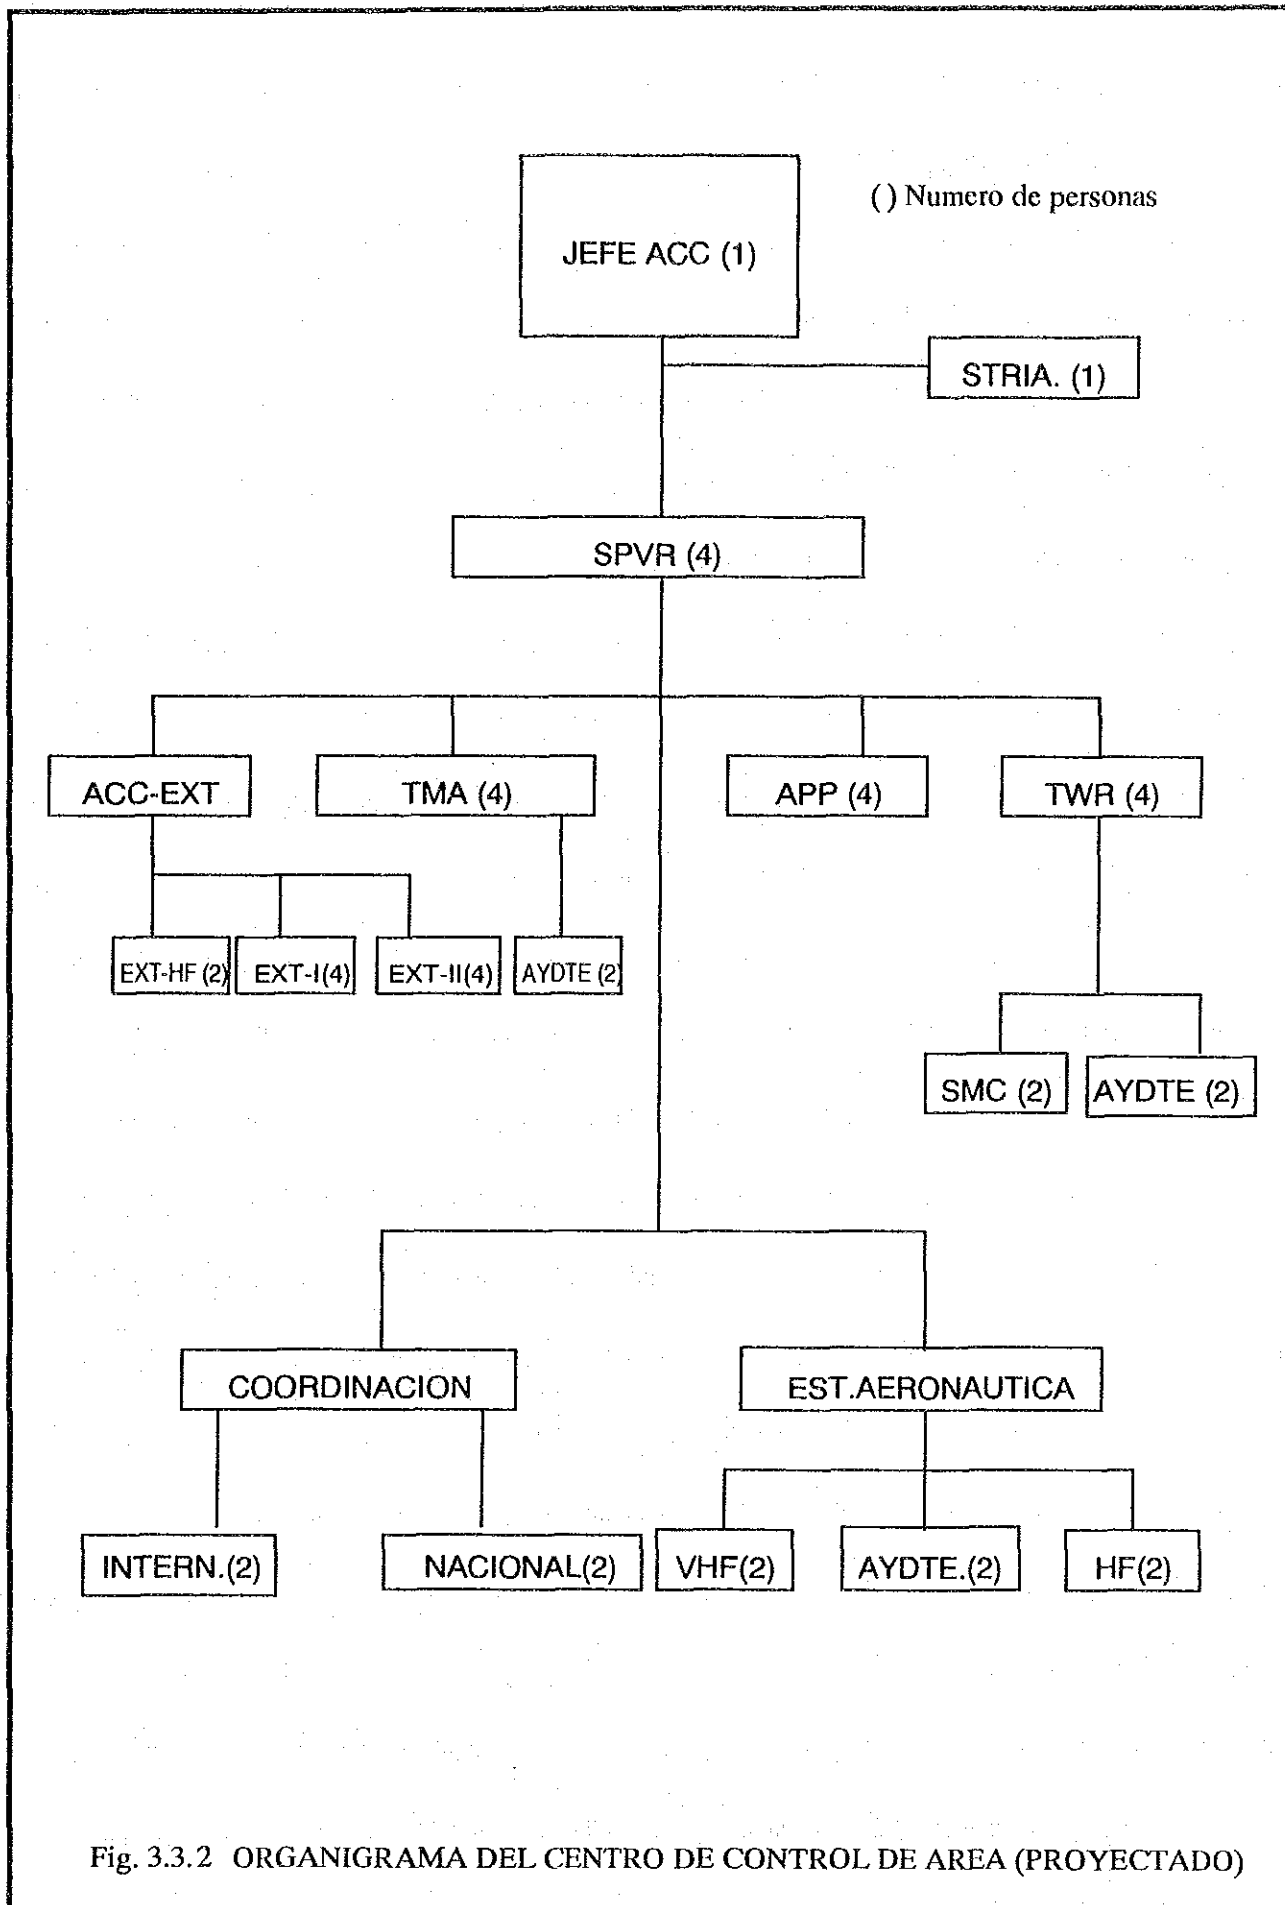 ( ) Numero de personas
JEFE ACC (1)
STRIA. (1)
SPVR (4)
ACC-EXT
TMA (4)
APP (4)
TWR (4)
EXT-HF (2)
EXT-I(4)
EXT-II(4)
AYDTE (2)
SMC (2)
AYDTE (2)
COORDINACION
EST.AERONAUTICA
INTERN.(2)
NACIONAL(2)
VHF(2)
AYDTE.(2)
HF(2)
Fig. 3.3.2 ORGANIGRAMA DEL CENTRO DE CONTROL DE AREA (PROYECTADO)